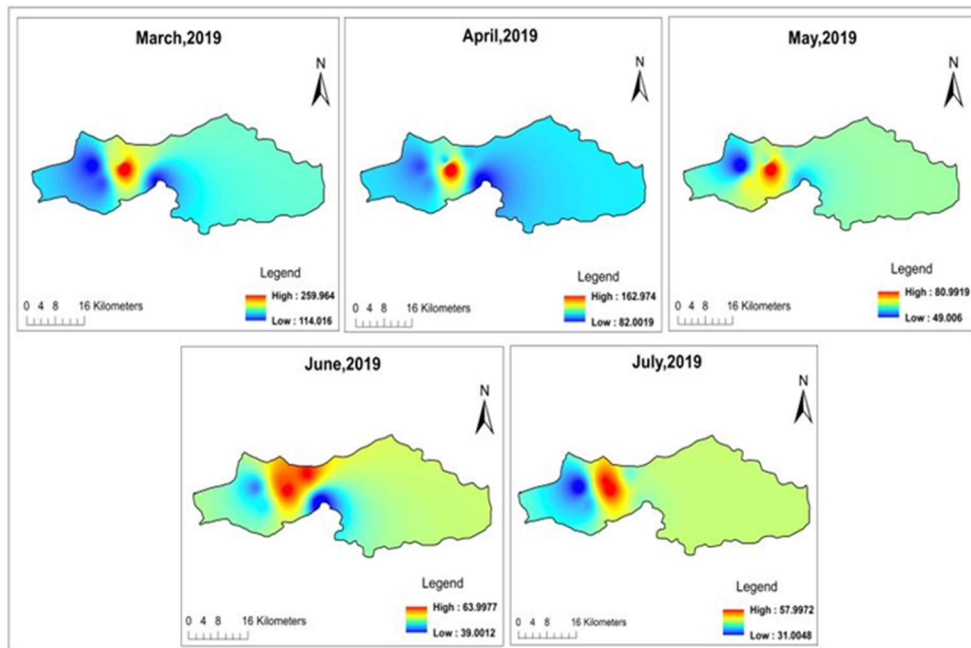 March,2019
N
Legend
High : 259.964
Low : 114.016
0 4 8 16 Kilometers
April,2019
N
Legend
High : 162.974
Low : 82.0019
0 4 8 16 Kilometers
May,2019
N
Legend
High : 80.9919
Low : 49.006
0 4 8 16 Kilometers
June,2019
N
Legend
High : 63.9977
Low : 39.0012
0 4 8 16 Kilometers
July,2019
N
Legend
High : 57.9972
Low : 31.0048
0 4 8 16 Kilometers